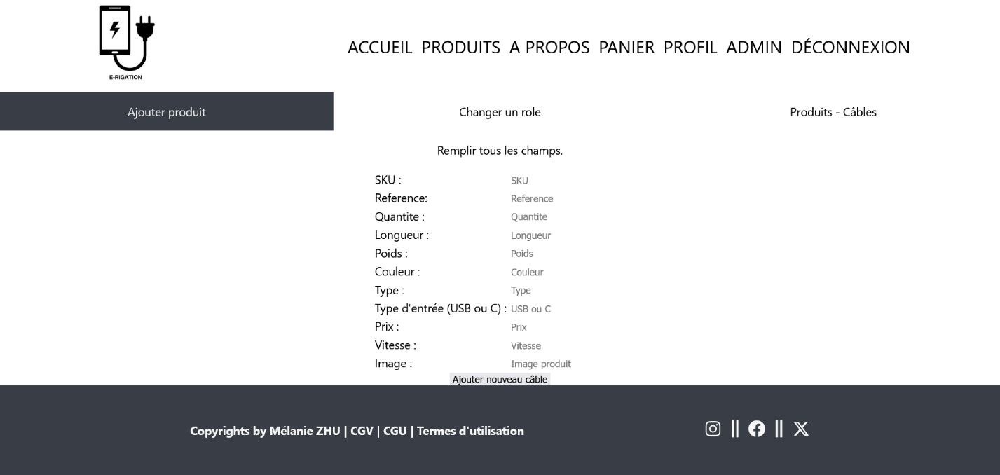 E-RIGATION
ACCUEIL PRODUITS A PROPOS PANIER PROFIL ADMIN DÉCONNEXION
Ajouter produit Changer un role Produits - Câbles
Remplir tous les champs.
SKU : SKU
Reference: Reference
Quantite : Quantite
Longueur : Longueur
Poids : Poids
Couleur : Couleur
Type : Type
Type d'entrée (USB ou C) : USB ou C
Prix : Prix
Vitesse : Vitesse
Image : Image produit
Ajouter nouveau câble
Copyrights by Mélanie ZHU | CGV | CGU | Termes d'utilisation